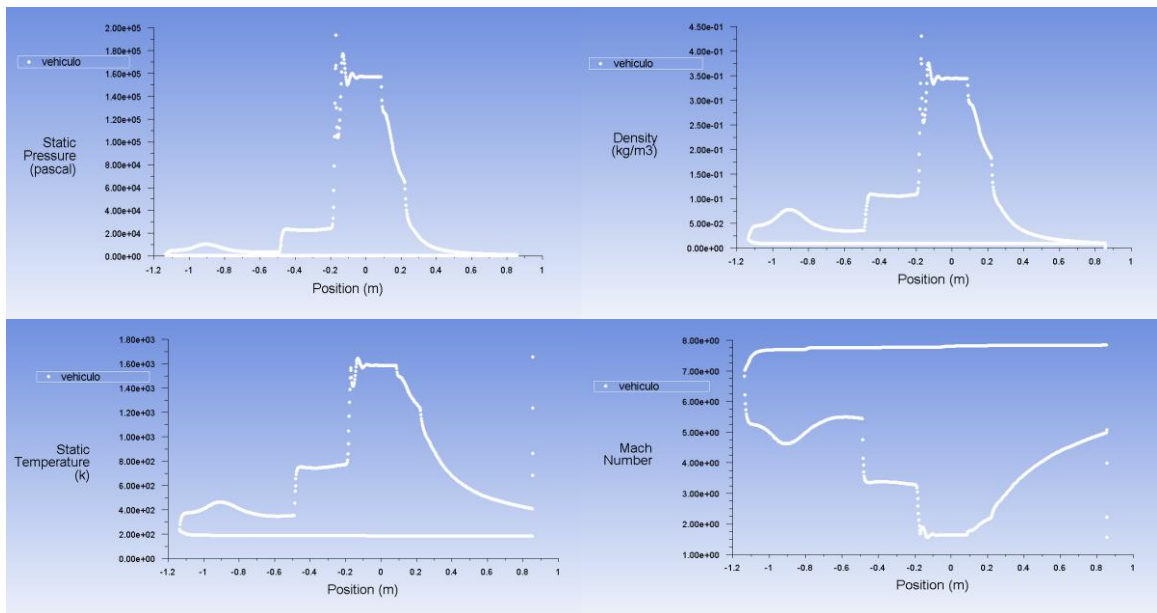 2.00e+05
1.80e+05
1.60e+05
1.40e+05
1.20e+05
1.00e+05
8.00e+04
6.00e+04
4.00e+04
2.00e+04
0.00e+00
vehiculo
Static
Pressure
(pascal)
-1.2 -1 -0.8 -0.6 -0.4 -0.2 0 0.2 0.4 0.6 0.8 1
Position (m)
4.50e-01
4.00e-01
3.50e-01
3.00e-01
2.50e-01
2.00e-01
1.50e-01
1.00e-01
5.00e-02
0.00e+00
vehiculo
Density
(kg/m3)
-1.2 -1 -0.8 -0.6 -0.4 -0.2 0 0.2 0.4 0.6 0.8 1
Position (m)
1.80e+03
1.60e+03
1.40e+03
1.20e+03
1.00e+03
8.00e+02
6.00e+02
4.00e+02
2.00e+02
0.00e+00
vehiculo
Static
Temperature
(k)
-1.2 -1 -0.8 -0.6 -0.4 -0.2 0 0.2 0.4 0.6 0.8 1
Position (m)
8.00e+00
7.00e+00
6.00e+00
5.00e+00
4.00e+00
3.00e+00
2.00e+00
1.00e+00
vehiculo
Mach
Number
-1.2 -1 -0.8 -0.6 -0.4 -0.2 0 0.2 0.4 0.6 0.8 1
Position (m)